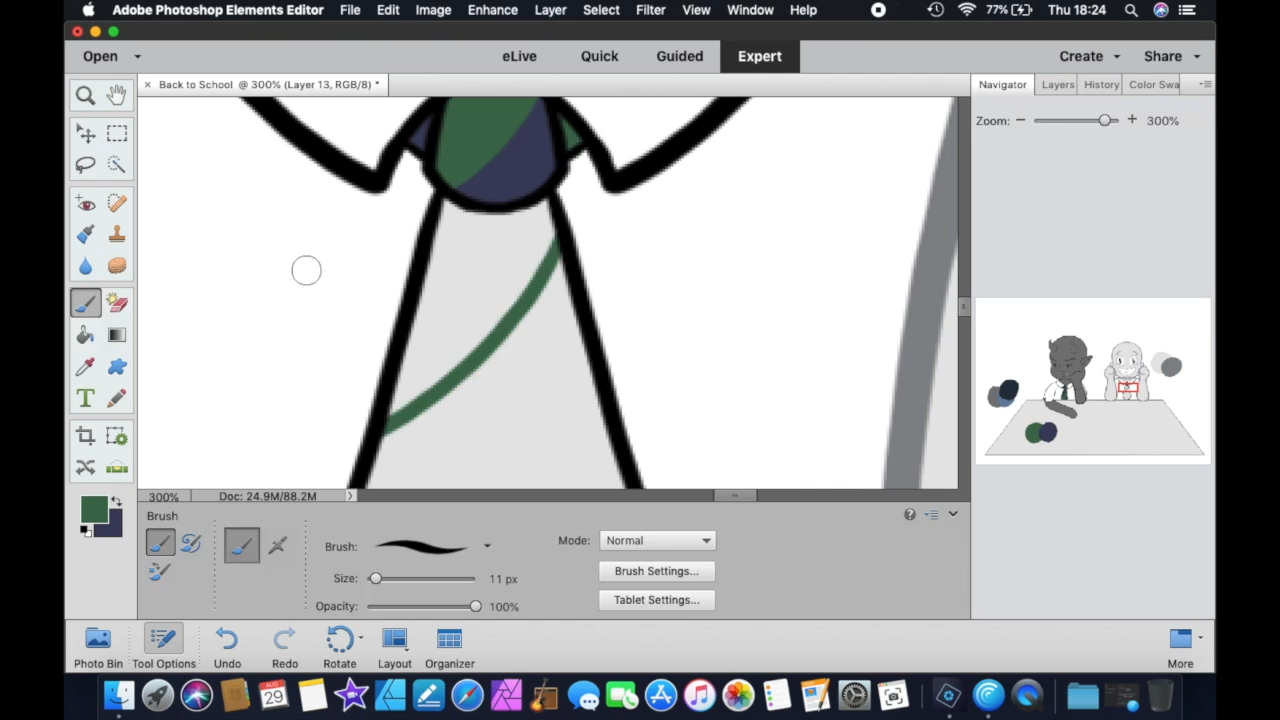 Adobe Photoshop Elements Editor File Edit Image Enhance Layer Select Filter View Window Help 77% Thu 18:24
Open eLive Quick Guided Expert Create Share
× Back to School @ 300% (Layer 13, RGB/8) * Navigator Layers History Color Swa
Zoom: 300%
300% Doc: 24.9M/88.2M
Brush
Brush: Mode: Normal
Size: 11 px Brush Settings...
Opacity: 100% Tablet Settings...
Photo Bin Tool Options Undo Redo Rotate Layout Organizer More
AUG
29